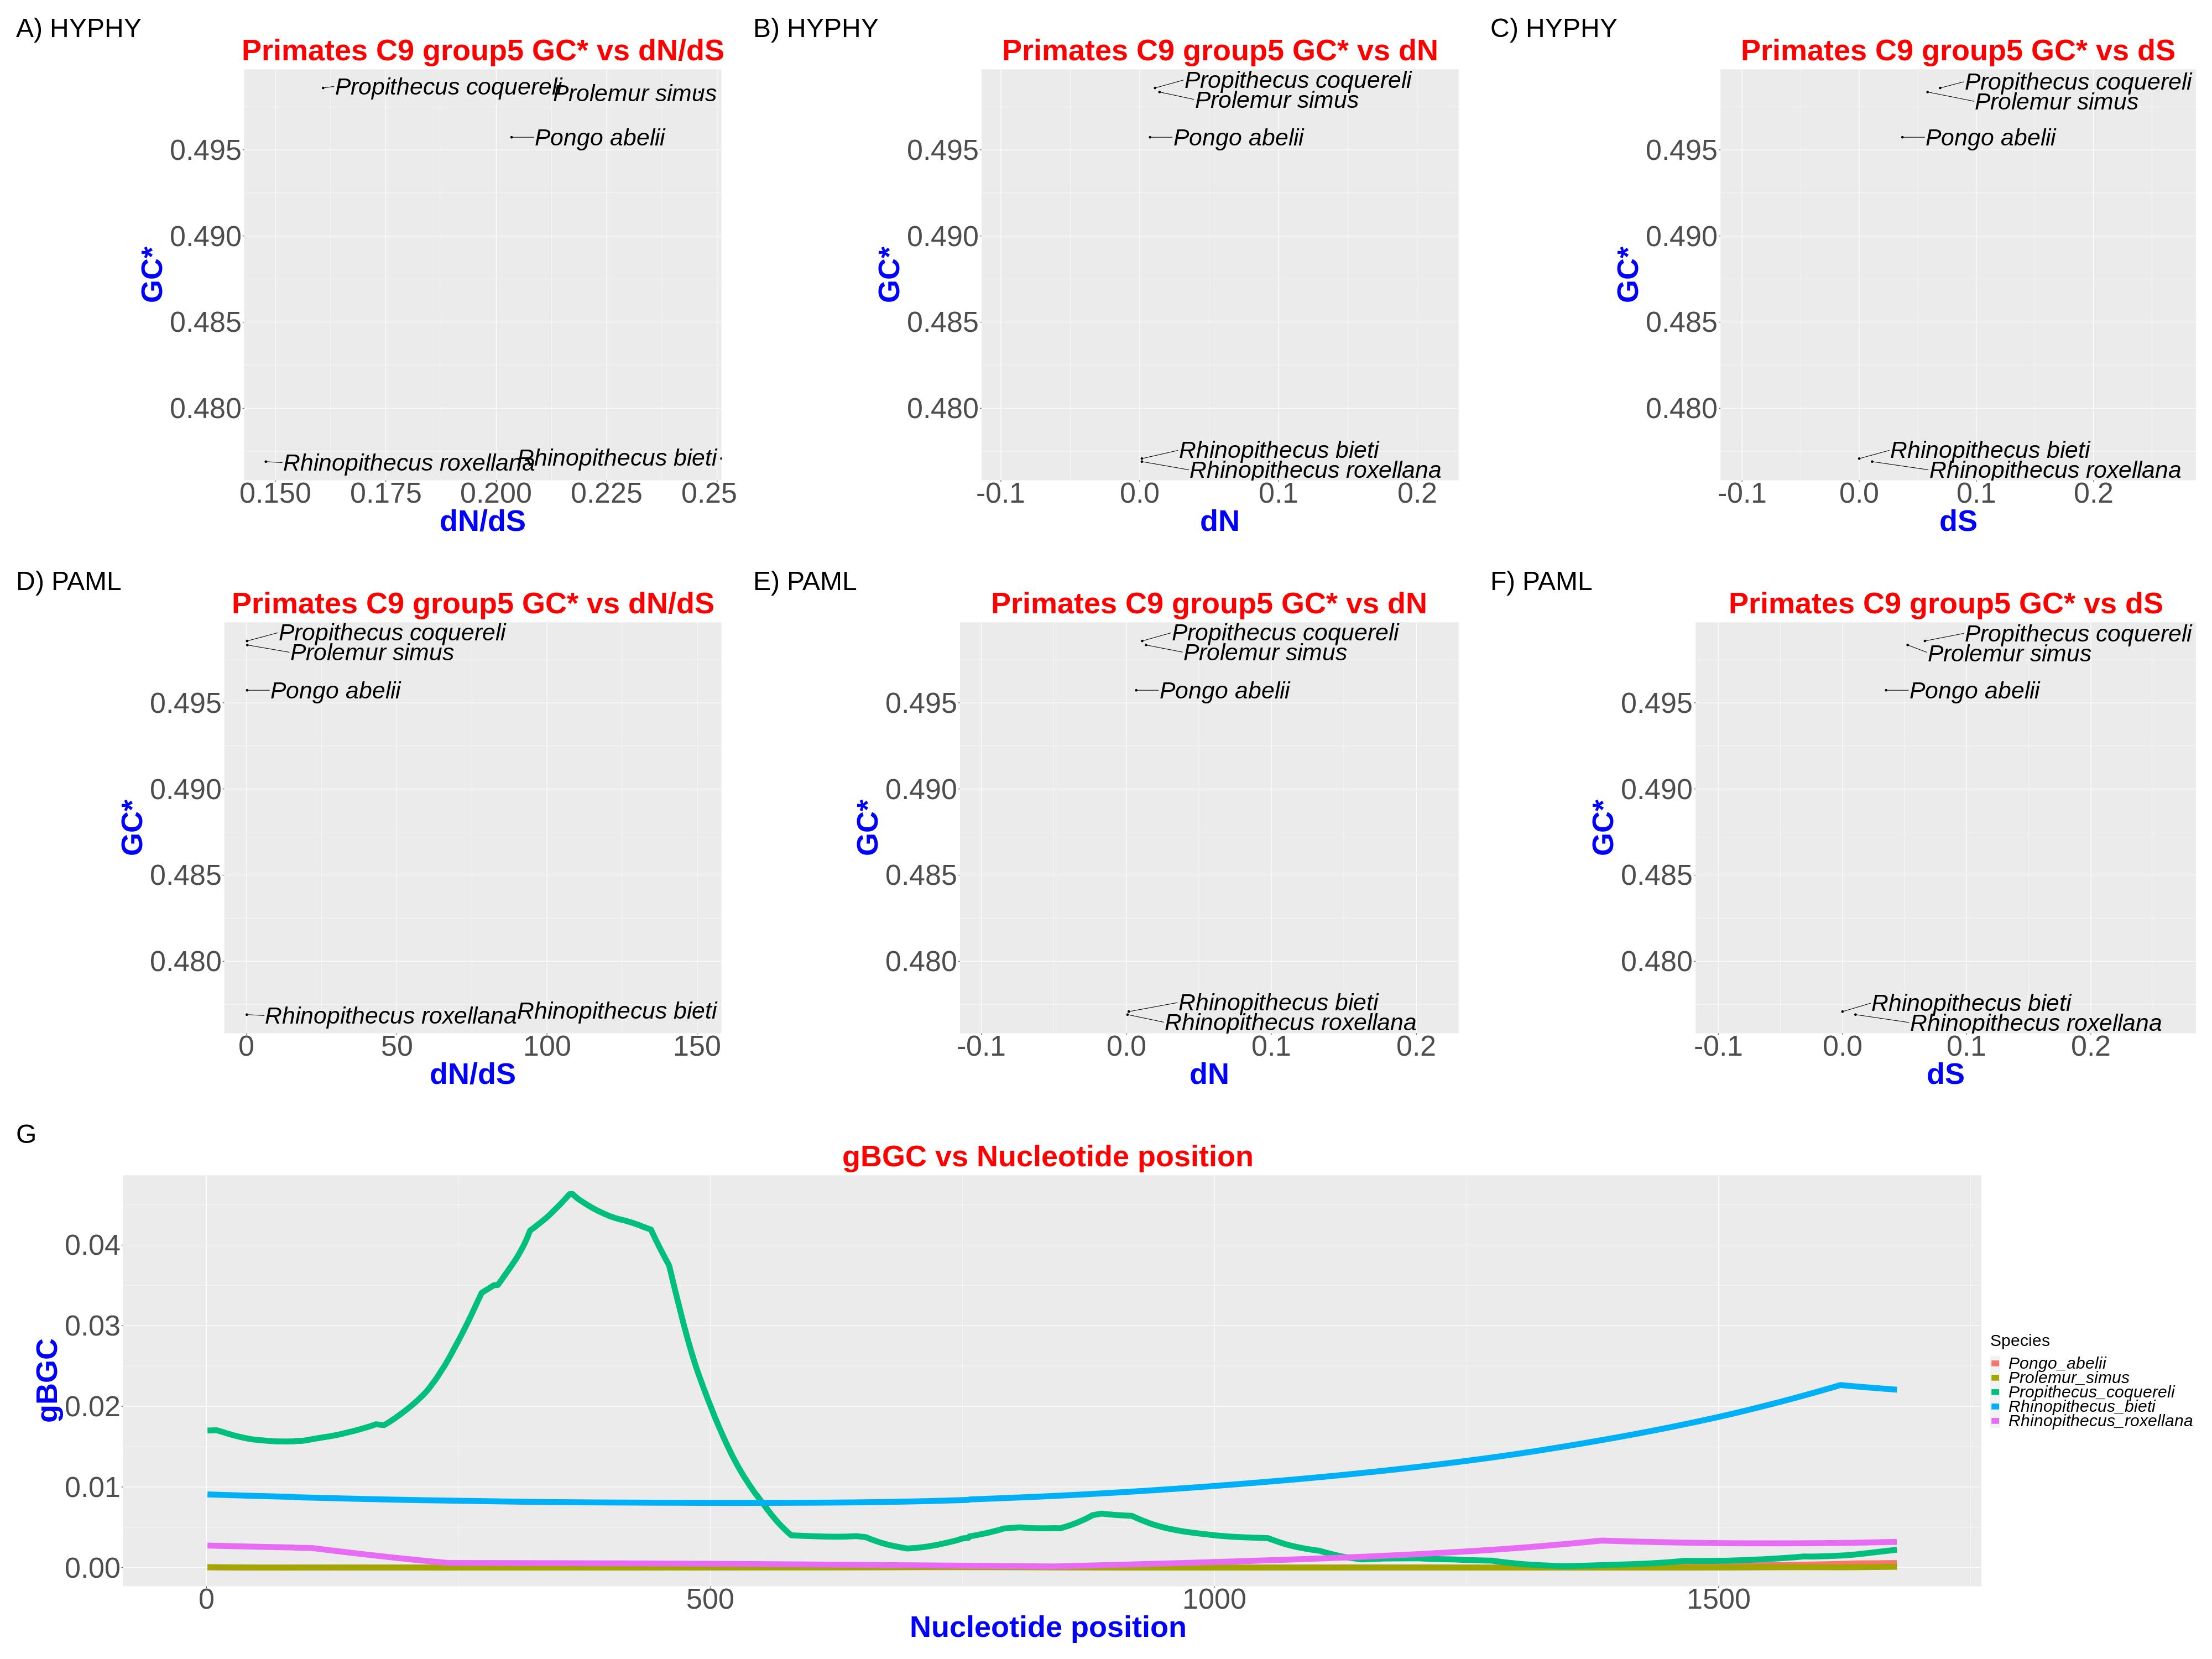 A) HYPHY
Primates C9 group5 GC* vs dN/dS
Propithecus coquereli
Prolemur simus
Pongo abelii
0.495
0.490
0.485
0.480
GC*
Rhinopithecus roxellana
Rhinopithecus bieti
0.150 0.175 0.200 0.225 0.25
dN/dS
B) HYPHY
Primates C9 group5 GC* vs dN
Propithecus coquereli
Prolemur simus
Pongo abelii
0.495
0.490
0.485
0.480
GC*
Rhinopithecus bieti
Rhinopithecus roxellana
-0.1 0.0 0.1 0.2
dN
C) HYPHY
Primates C9 group5 GC* vs dS
Propithecus coquereli
Prolemur simus
Pongo abelii
0.495
0.490
0.485
0.480
GC*
Rhinopithecus bieti
Rhinopithecus roxellana
-0.1 0.0 0.1 0.2
dS
D) PAML
Primates C9 group5 GC* vs dN/dS
Propithecus coquereli
Prolemur simus
Pongo abelii
0.495
0.490
0.485
0.480
GC*
Rhinopithecus roxellana
Rhinopithecus bieti
0 50 100 150
dN/dS
E) PAML
Primates C9 group5 GC* vs dN
Propithecus coquereli
Prolemur simus
Pongo abelii
0.495
0.490
0.485
0.480
GC*
Rhinopithecus bieti
Rhinopithecus roxellana
-0.1 0.0 0.1 0.2
dN
F) PAML
Primates C9 group5 GC* vs dS
Propithecus coquereli
Prolemur simus
Pongo abelii
0.495
0.490
0.485
0.480
GC*
Rhinopithecus bieti
Rhinopithecus roxellana
-0.1 0.0 0.1 0.2
dS
G
gBGC vs Nucleotide position
0.04
0.03
0.02
0.01
0.00
gBGC
0 500 1000 1500
Nucleotide position
Species
Pongo_abelii
Prolemur_simus
Propithecus_coquereli
Rhinopithecus_bieti
Rhinopithecus_roxellana